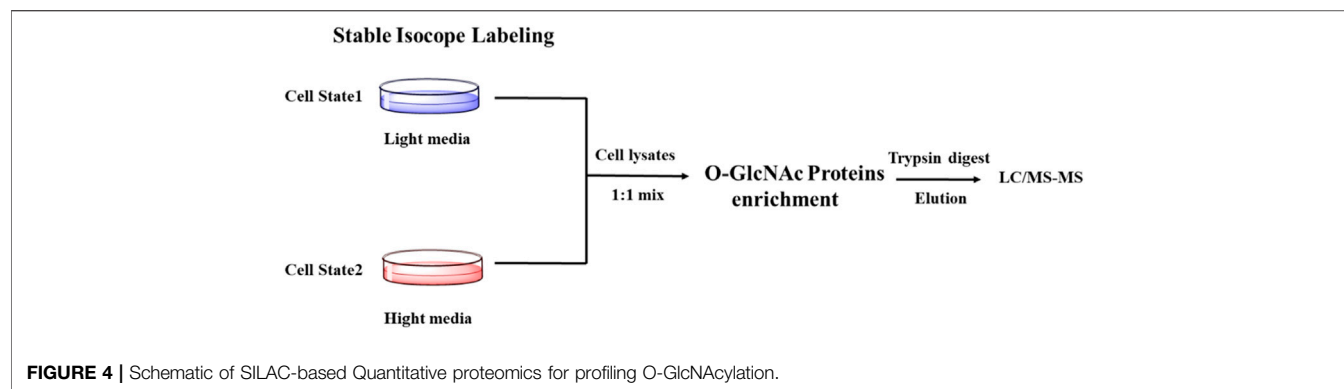 Stable Isocope Labeling
Cell State1
Light media
Cell lysates
1:1 mix
O-GlcNAc Proteins
enrichment
Trypsin digest
Elution
LC/MS-MS
Cell State2
Hight media
FIGURE 4 | Schematic of SILAC-based Quantitative proteomics for profiling O-GlcNAcylation.